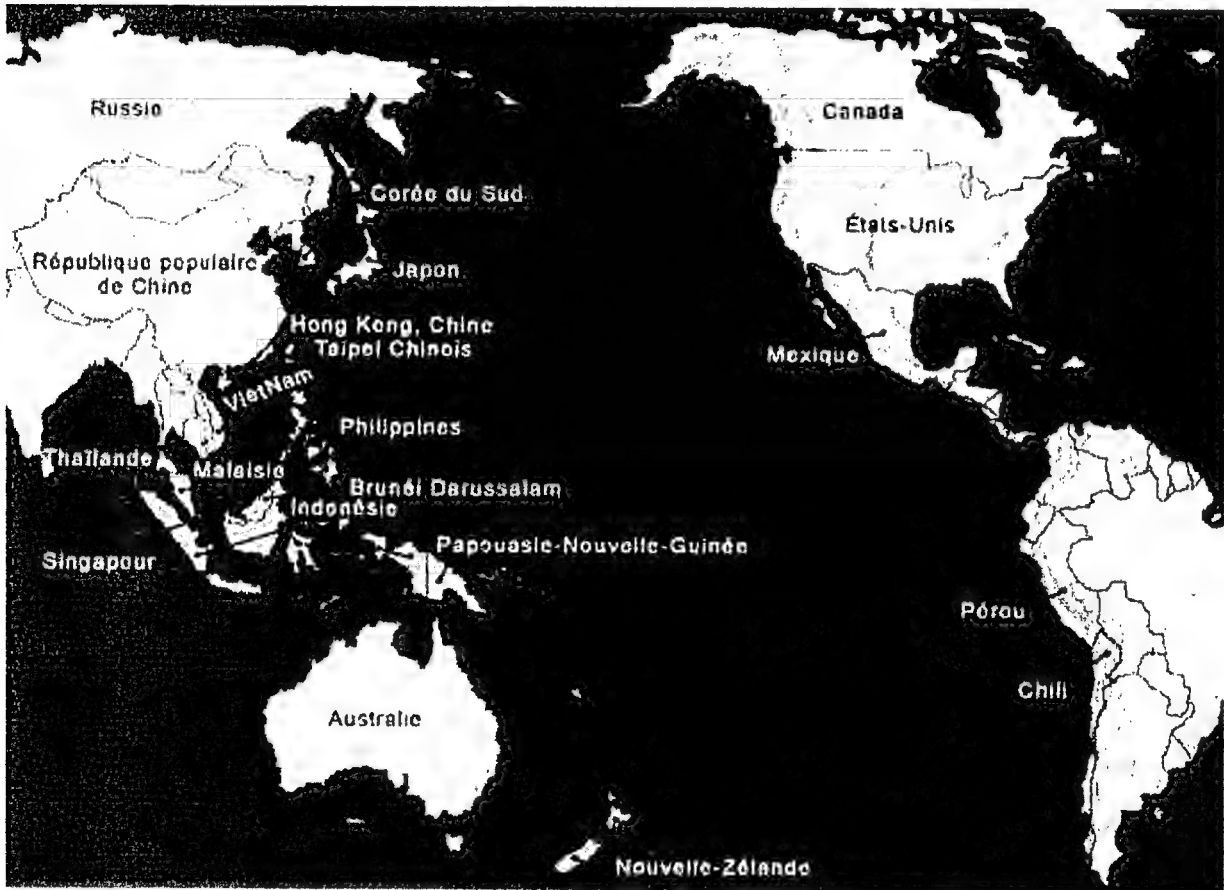 Russie
Canada
Corée du Sud
États-Unis
République populaire
de Chine
Japon
Hong Kong, Chine
Taipei Chinois
Mexique
VietNam
Philippines
Thaïlande
Malaisie
Brunéi Darussalam
Indonésie
Papouasie-Nouvelle-Guinée
Singapour
Pérou
Chili
Australie
Nouvelle-Zélande